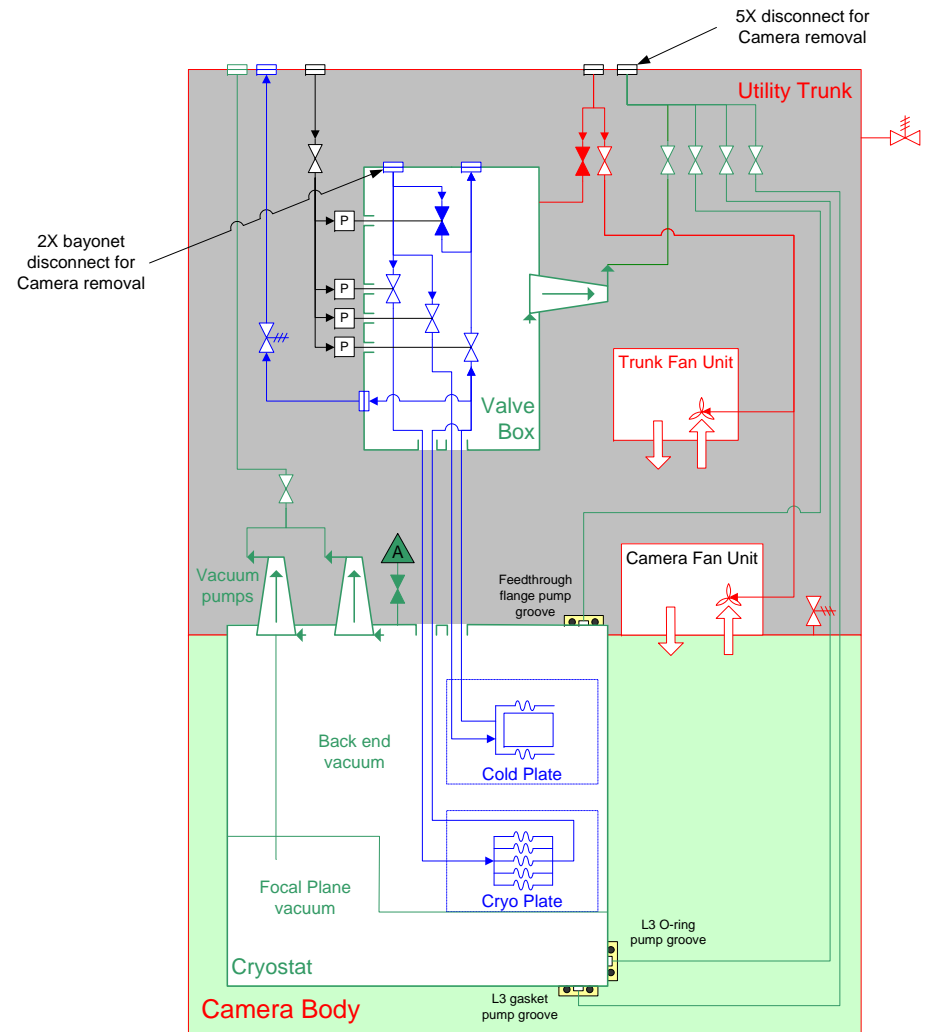 5X disconnect for
Camera removal
Utility Trunk
2X bayonet
disconnect for
Camera removal
P
P
P
P
Valve
Box
Trunk Fan Unit
Camera Fan Unit
A
Vacuum
pumps
Feedthrough
flange pump
groove
Back end
vacuum
Cold Plate
Focal Plane
vacuum
Cryo Plate
L3 O-ring
pump groove
Cryostat
L3 gasket
pump groove
Camera Body